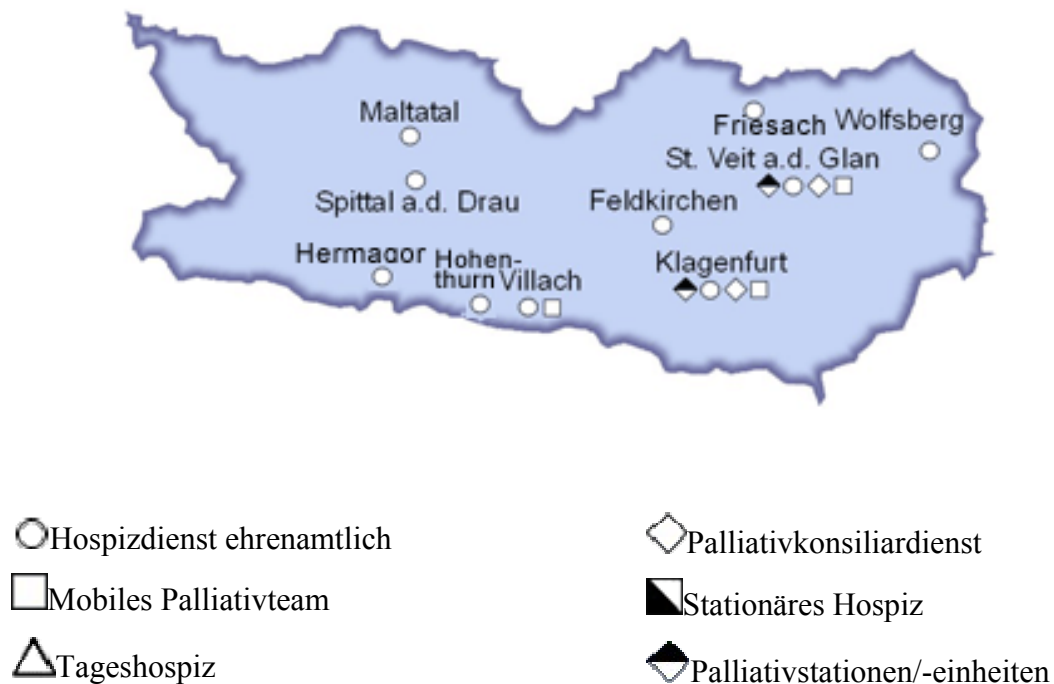 Maltatal
Friesach
Wolfsberg
St. Veit a.d. Glan
Spittal a.d. Drau
Feldkirchen
Hermagor
Hohen-
thurn
Villach
Klagenfurt
Hospizdienst ehrenamtlich
Palliativkonsiliardienst
Mobiles Palliativteam
Stationäres Hospiz
Tageshospiz
Palliativstationen/-einheiten